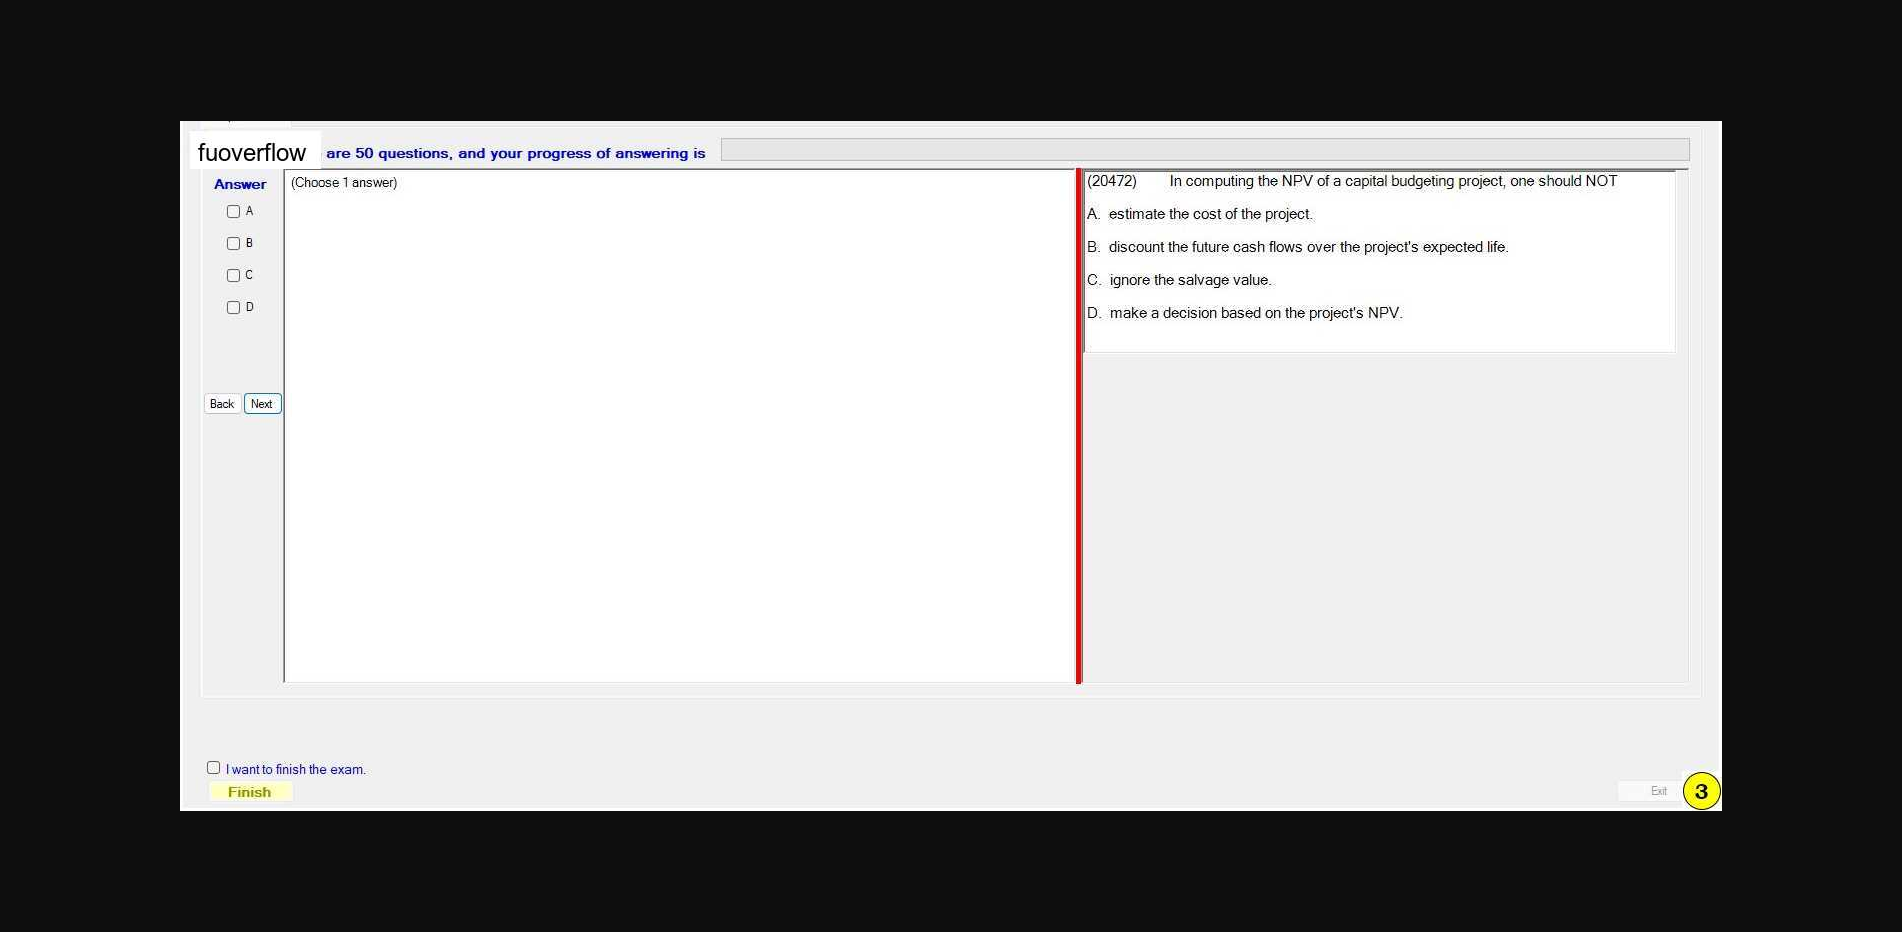 fuoverflow are 50 questions, and your progress of answering is
Answer
A
B
C
D
Back Next
(Choose 1 answer)
(20472) In computing the NPV of a capital budgeting project, one should NOT
A. estimate the cost of the project.
B. discount the future cash flows over the project's expected life.
C. ignore the salvage value.
D. make a decision based on the project's NPV.
I want to finish the exam.
Finish
Exit
3